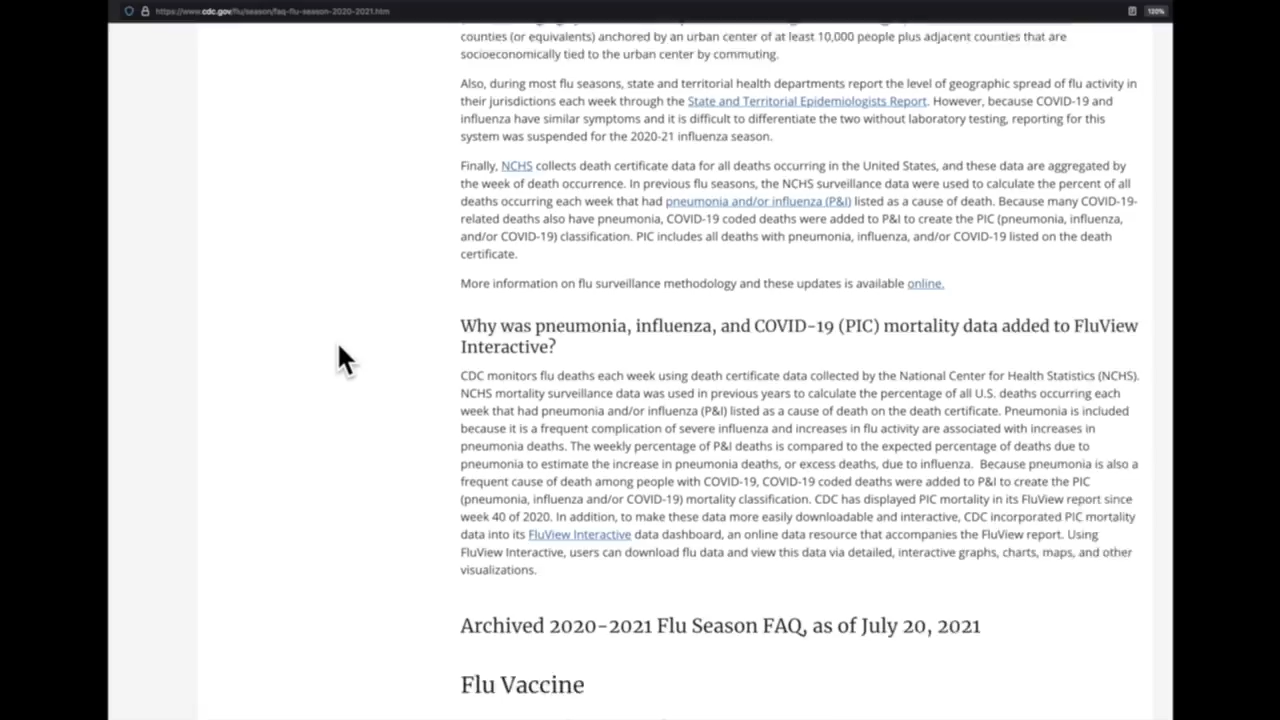 https://www.cdc.gov/flu/season/faq-flu-season-2020-2021.htm
120%
counties (or equivalents) anchored by an urban center of at least 10,000 people plus adjacent counties that are
socioeconomically tied to the urban center by commuting.
Also, during most flu seasons, state and territorial health departments report the level of geographic spread of flu activity in
their jurisdictions each week through the State and Territorial Epidemiologists Report. However, because COVID-19 and
influenza have similar symptoms and it is difficult to differentiate the two without laboratory testing, reporting for this
system was suspended for the 2020-21 influenza season.
Finally, NCHS collects death certificate data for all deaths occurring in the United States, and these data are aggregated by
the week of death occurrence. In previous flu seasons, the NCHS surveillance data were used to calculate the percent of all
deaths occurring each week that had pneumonia and/or influenza (P&I) listed as a cause of death. Because many COVID-19-
related deaths also have pneumonia, COVID-19 coded deaths were added to P&I to create the PIC (pneumonia, influenza,
and/or COVID-19) classification. PIC includes all deaths with pneumonia, influenza, and/or COVID-19 listed on the death
certificate.
More information on flu surveillance methodology and these updates is available online.
Why was pneumonia, influenza, and COVID-19 (PIC) mortality data added to FluView
Interactive?
CDC monitors flu deaths each week using death certificate data collected by the National Center for Health Statistics (NCHS).
NCHS mortality surveillance data was used in previous years to calculate the percentage of all U.S. deaths occurring each
week that had pneumonia and/or influenza (P&I) listed as a cause of death on the death certificate. Pneumonia is included
because it is a frequent complication of severe influenza and increases in flu activity are associated with increases in
pneumonia deaths. The weekly percentage of P&I deaths is compared to the expected percentage of deaths due to
pneumonia to estimate the increase in pneumonia deaths, or excess deaths, due to influenza.  Because pneumonia is also a
frequent cause of death among people with COVID-19, COVID-19 coded deaths were added to P&I to create the PIC
(pneumonia, influenza and/or COVID-19) mortality classification. CDC has displayed PIC mortality in its FluView report since
week 40 of 2020. In addition, to make these data more easily downloadable and interactive, CDC incorporated PIC mortality
data into its FluView Interactive data dashboard, an online data resource that accompanies the FluView report. Using
FluView Interactive, users can download flu data and view this data via detailed, interactive graphs, charts, maps, and other
visualizations.
Archived 2020-2021 Flu Season FAQ, as of July 20, 2021
Flu Vaccine